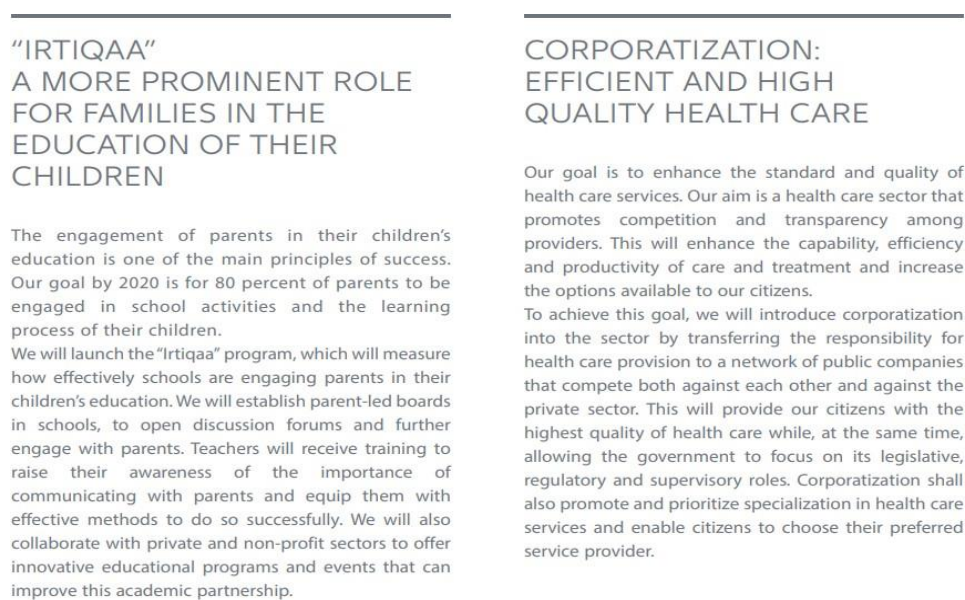 “IRTIQAA”
A MORE PROMINENT ROLE
FOR FAMILIES IN THE
EDUCATION OF THEIR
CHILDREN
The engagement of parents in their children’s
education is one of the main principles of success.
Our goal by 2020 is for 80 percent of parents to be
engaged in school activities and the learning
process of their children.
We will launch the “Irtiqaa” program, which will measure
how effectively schools are engaging parents in their
children’s education. We will establish parent-led boards
in schools, to open discussion forums and further
engage with parents. Teachers will receive training to
raise their awareness of the importance of
communicating with parents and equip them with
effective methods to do so successfully. We will also
collaborate with private and non-profit sectors to offer
innovative educational programs and events that can
improve this academic partnership.
CORPORATIZATION:
EFFICIENT AND HIGH
QUALITY HEALTH CARE
Our goal is to enhance the standard and quality of
health care services. Our aim is a health care sector that
promotes competition and transparency among
providers. This will enhance the capability, efficiency
and productivity of care and treatment and increase
the options available to our citizens.
To achieve this goal, we will introduce corporatization
into the sector by transferring the responsibility for
health care provision to a network of public companies
that compete both against each other and against the
private sector. This will provide our citizens with the
highest quality of health care while, at the same time,
allowing the government to focus on its legislative,
regulatory and supervisory roles. Corporatization shall
also promote and prioritize specialization in health care
services and enable citizens to choose their preferred
service provider.